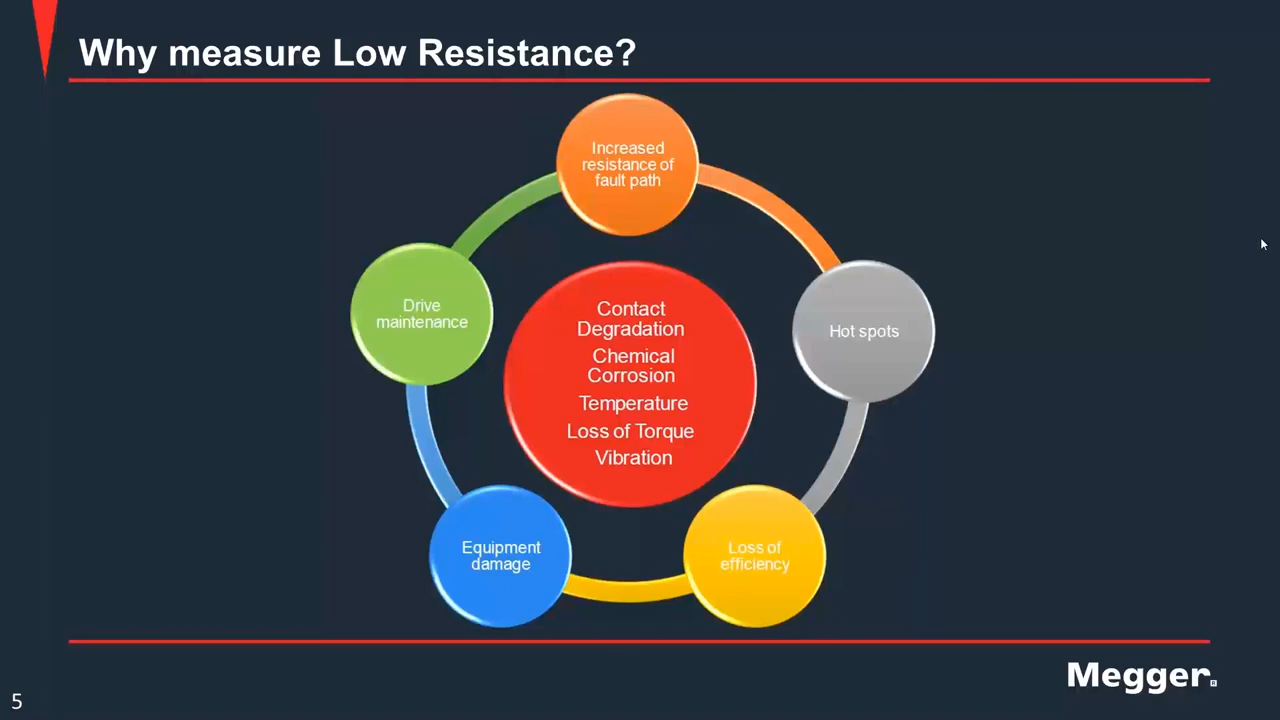 Why measure Low Resistance?
Increased
resistance of
fault path
Drive
maintenance
Hot spots
Contact
Degradation
Chemical
Corrosion
Temperature
Loss of Torque
Vibration
Equipment
damage
Loss of
efficiency
Megger
5